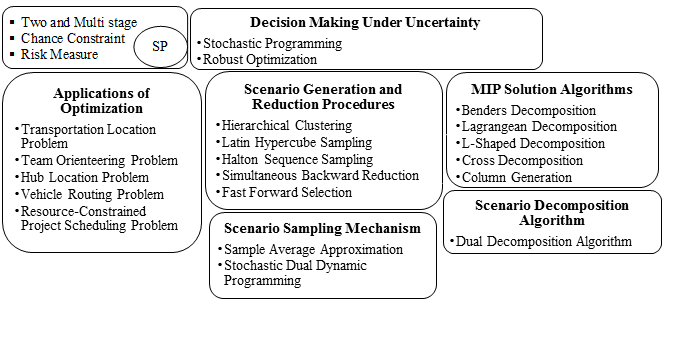 ▪ Two and Multi stage
▪ Chance Constraint
▪ Risk Measure
SP
Decision Making Under Uncertainty
•Stochastic Programming
•Robust Optimization
Applications of
Optimization
•Transportation Location
Problem
•Team Orienteering Problem
•Hub Location Problem
•Vehicle Routing Problem
•Resource-Constrained
Project Scheduling Problem
Scenario Generation and
Reduction Procedures
•Hierarchical Clustering
•Latin Hypercube Sampling
•Halton Sequence Sampling
•Simultaneous Backward Reduction
•Fast Forward Selection
MIP Solution Algorithms
•Benders Decomposition
•Lagrangean Decomposition
•L-Shaped Decomposition
•Cross Decomposition
•Column Generation
Scenario Sampling Mechanism
•Sample Average Approximation
•Stochastic Dual Dynamic
Programming
Scenario Decomposition
Algorithm
•Dual Decomposition Algorithm